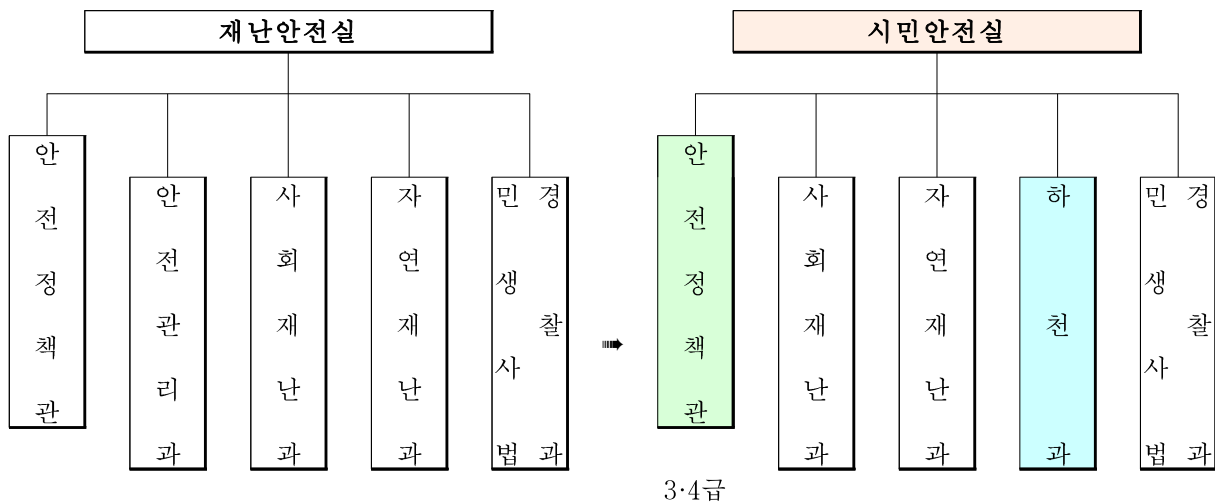 재난안전실
안전정책관
안전관리과
사회재난과
자연재난과
민생사법
경찰과
➠
시민안전실
안전정책관
3·4급
사회재난과
자연재난과
하천과
민생사법
경찰과